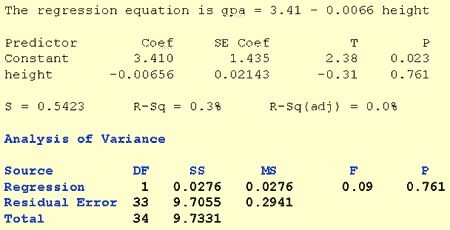 The regression equation is gpa = 3.41 - 0.0066 height
Predictor Coef SE Coef T P
Constant 3.410 1.435 2.38 0.023
height -0.00656 0.02143 -0.31 0.761
S = 0.5423 R-Sq = 0.3% R-Sq(adj) = 0.0%
Analysis of Variance
Source DF SS MS F P
Regression 1 0.0276 0.0276 0.09 0.761
Residual Error 33 9.7055 0.2941
Total 34 9.7331